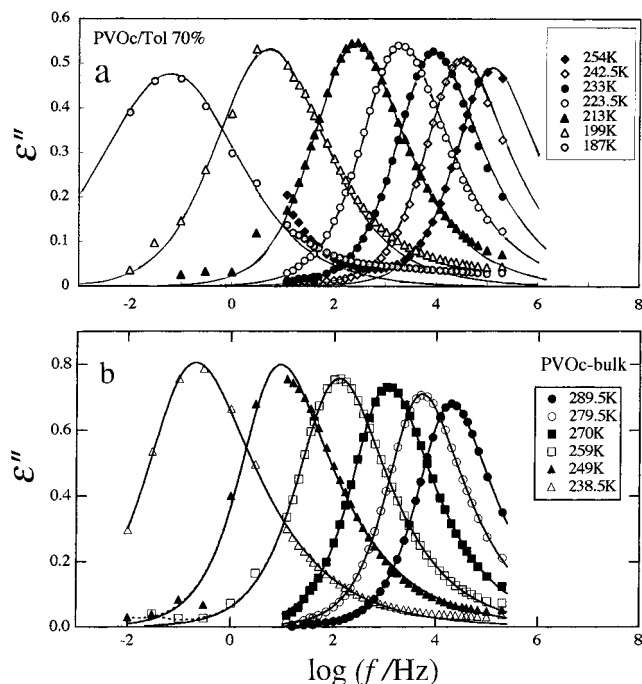 0.6
PVOc/Tol 70%
a
254K
242.5K
233K
223.5K
213K
199K
187K
0.5
0.4
0.3
0.2
0.1
0
ε"
-2 0 2 4 6 8
0.8
b
PVOc-bulk
289.5K
279.5K
270K
259K
249K
238.5K
0.4
0.2
0.0
ε"
-2 0 2 4 6 8
log (f /Hz)